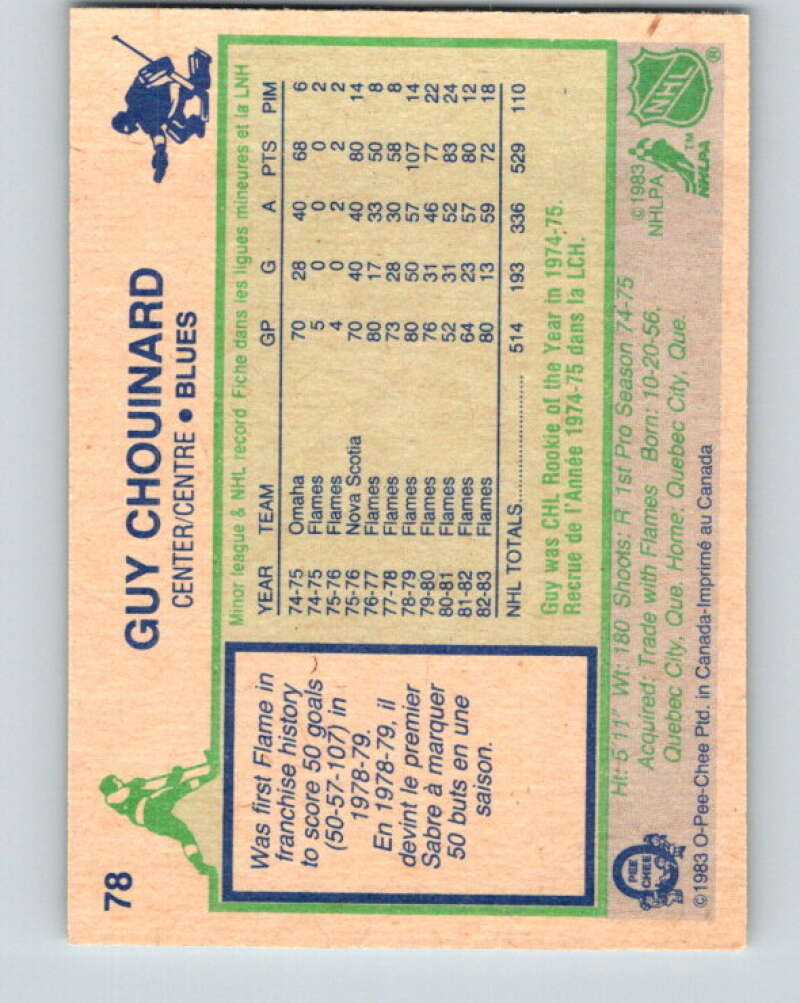 78
GUY CHOUINARD
CENTER/CENTRE • BLUES
Was first Flame in
franchise history
to score 50 goals
(50-57-107) in
1978-79.
En 1978-79, il
devint le premier
Sabre à marquer
50 buts en une
saison.
Minor league & NHL record Fiche dans les ligues mineures et la LNH
YEAR TEAM GP G A PTS PIM
74-75 Omaha 70 28 40 68 6
74-75 Flames 5 0 0 0 2
75-76 Flames 4 0 2 2 2
75-76 Nova Scotia 70 40 40 80 14
76-77 Flames 80 17 33 50 8
77-78 Flames 73 28 30 58 8
78-79 Flames 80 50 57 107 14
79-80 Flames 76 31 46 77 22
80-81 Flames 52 31 52 83 24
81-82 Flames 64 23 57 80 12
82-83 Flames 80 13 59 72 18
NHL TOTALS..................... 514 193 336 529 110
Guy was CHL Rookie of the Year in 1974-75.
Recrue de l'Année 1974-75 dans la LCH.
Ht: 5'11" Wt: 180 Shoots: R 1st Pro Season 74-75
Acquired: Trade with Flames Born: 10-20-56,
Quebec City, Que. Home: Quebec City, Que.
O
PEE
CHEE
©1983 O-Pee-Chee Ptd. in Canada-Imprimé au Canada
©1983
NHLPA
NHLPA
TM
NHL
®